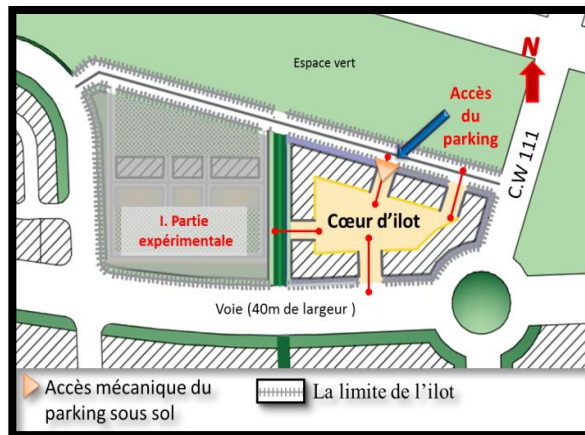 Espace vert
N
Accès
du
parking
C.W 111
I. Partie
expérimentale
Cœur d'ilot
Voie (40m de largeur )
Accès mécanique du
parking sous sol
La limite de l'ilot